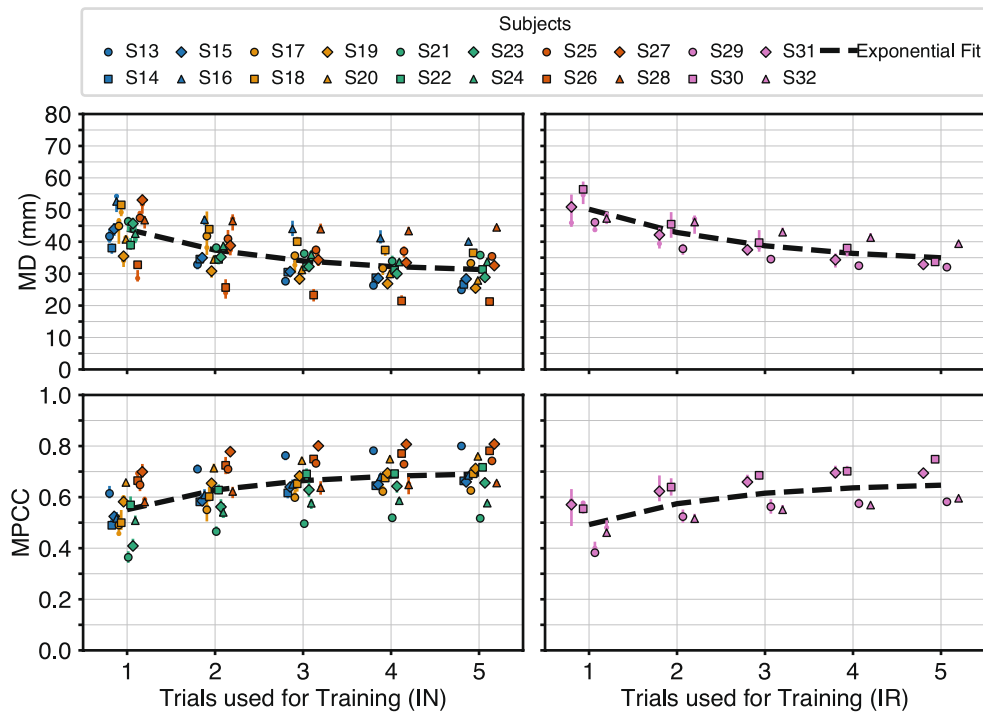 Subjects
S13 S15 S17 S19 S21 S23 S25 S27 S29 S31 Exponential Fit
S14 S16 S18 S20 S22 S24 S26 S28 S30 S32
80
70
60
50
40
30
20
10
0
MD (mm)
1.0
0.8
0.6
0.4
0.2
0.0
MPCC
1 2 3 4 5 1 2 3 4 5
Trials used for Training (IN) Trials used for Training (IR)